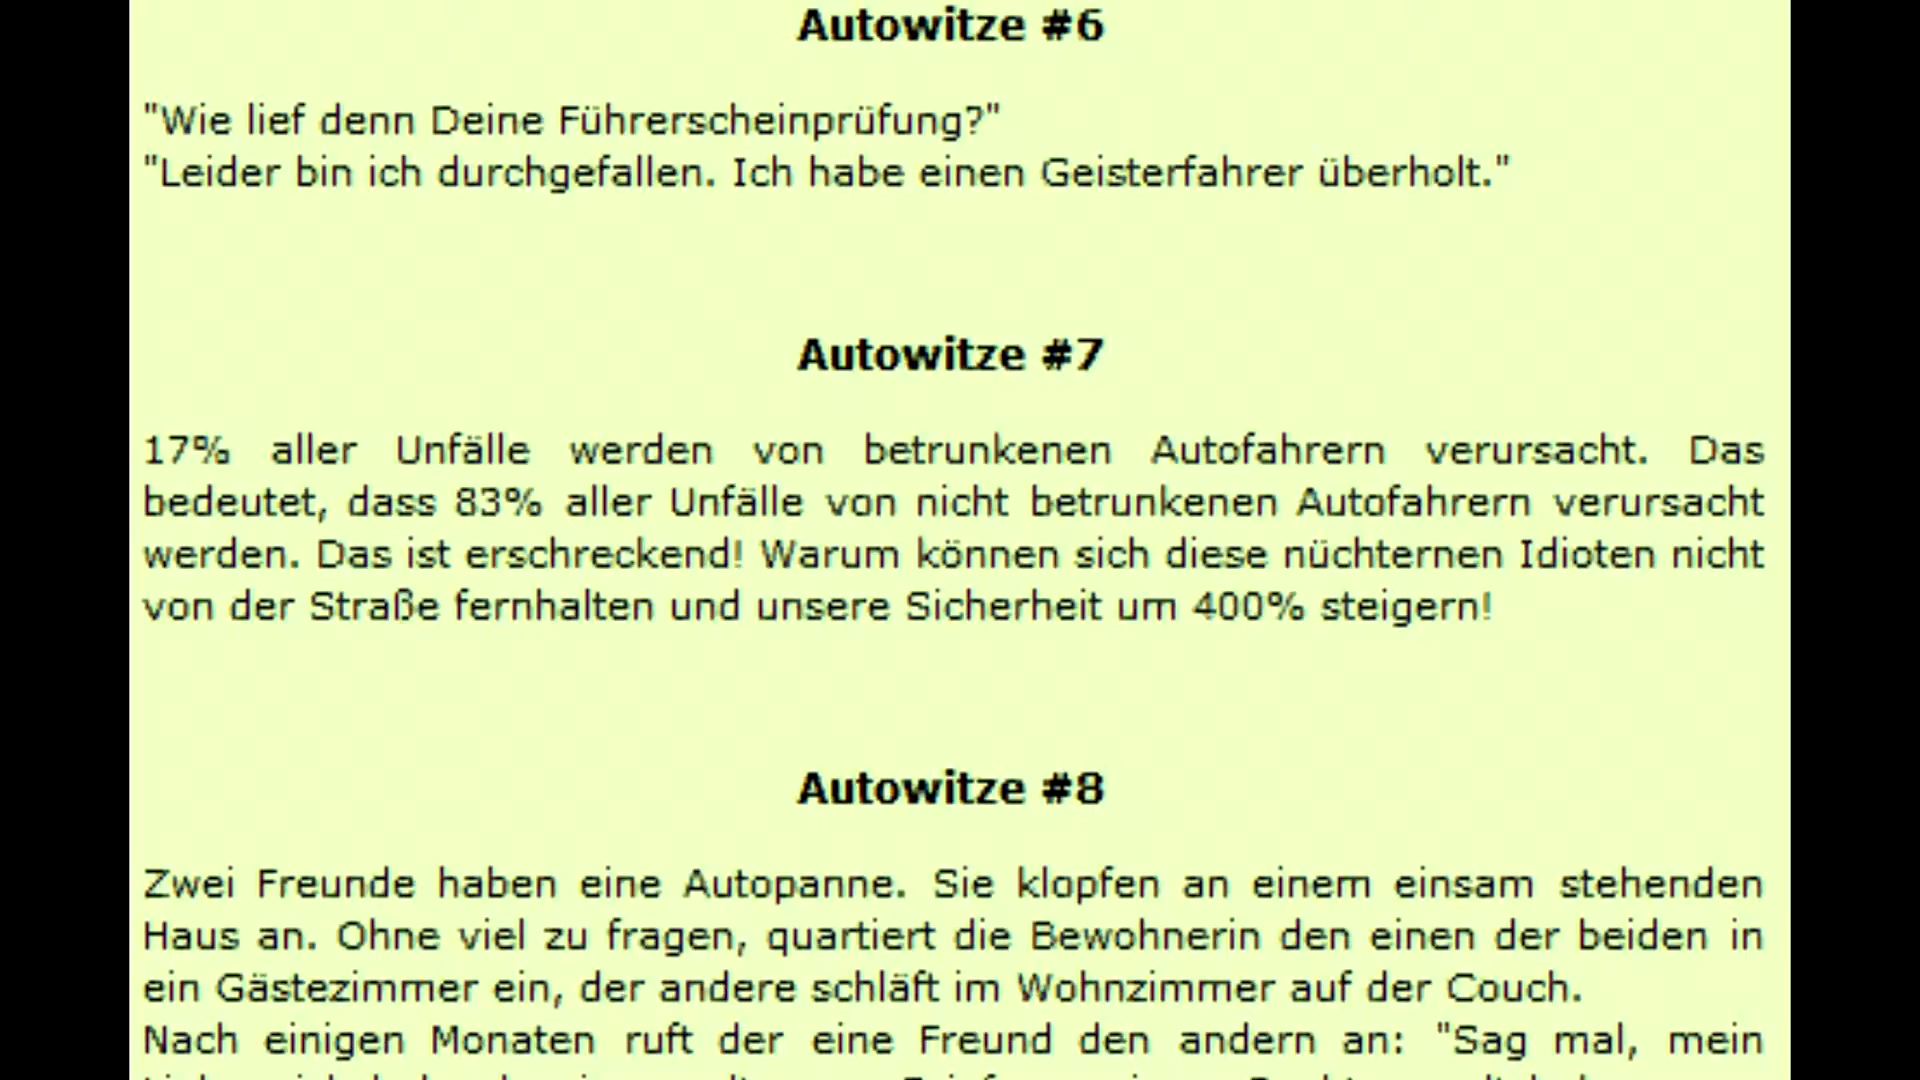 Autowitze #6
"Wie lief denn Deine Führerscheinprüfung?"
"Leider bin ich durchgefallen. Ich habe einen Geisterfahrer überholt."
Autowitze #7
17% aller Unfälle werden von betrunkenen Autofahrern verursacht. Das
bedeutet, dass 83% aller Unfälle von nicht betrunkenen Autofahrern verursacht
werden. Das ist erschreckend! Warum können sich diese nüchternen Idioten nicht
von der Straße fernhalten und unsere Sicherheit um 400% steigern!
Autowitze #8
Zwei Freunde haben eine Autopanne. Sie klopfen an einem einsam stehenden
Haus an. Ohne viel zu fragen, quartiert die Bewohnerin den einen der beiden in
ein Gästezimmer ein, der andere schläft im Wohnzimmer auf der Couch.
Nach einigen Monaten ruft der eine Freund den andern an: "Sag mal, mein